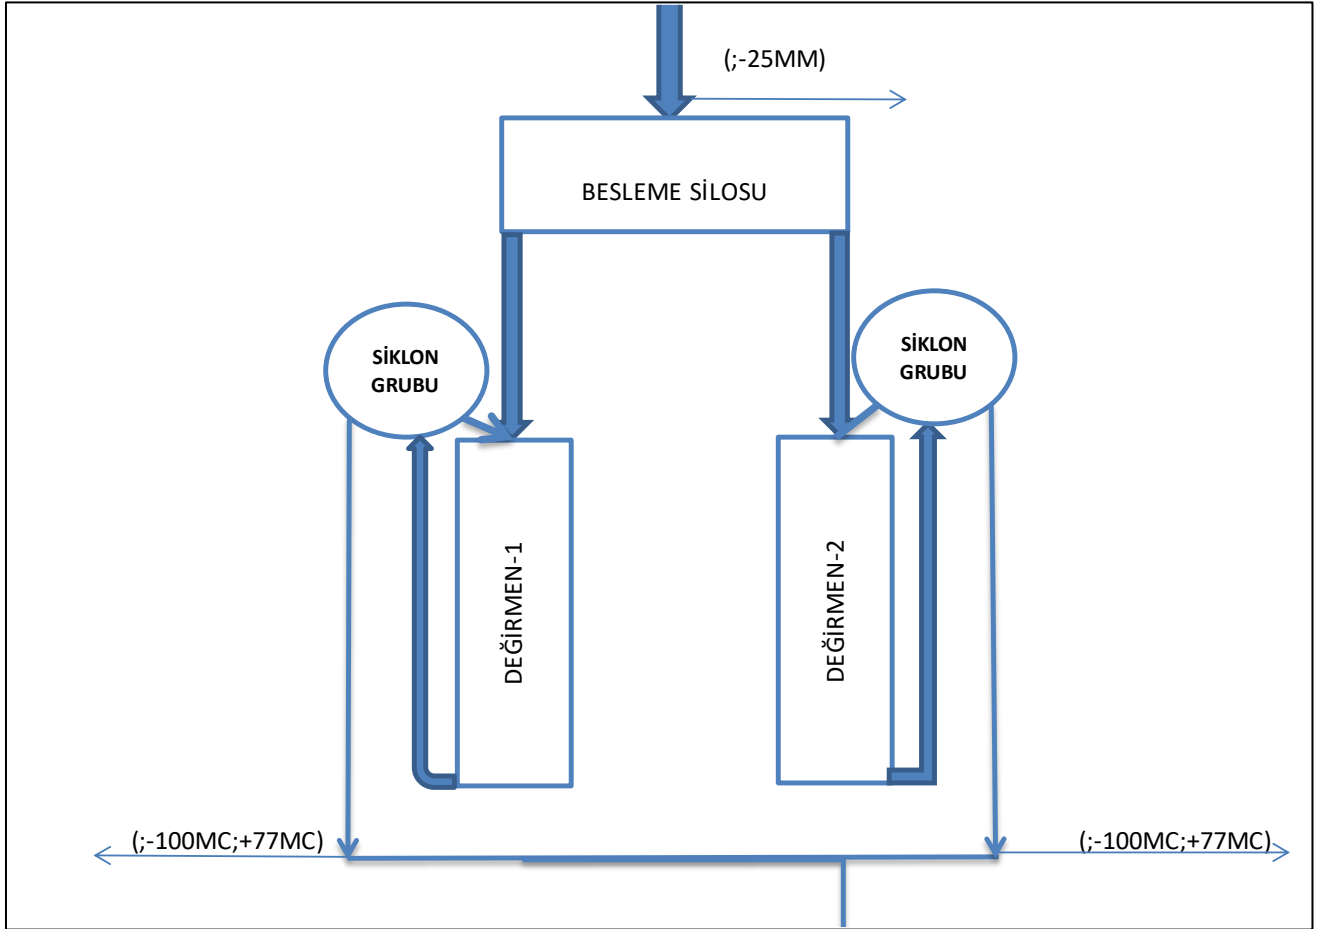 (;-25MM)
BESLEME SİLOSU
SİKLON
GRUBU
SİKLON
GRUBU
DEĞİRMEN-1
DEĞİRMEN-2
(;-100MC;+77MC)
(;-100MC;+77MC)